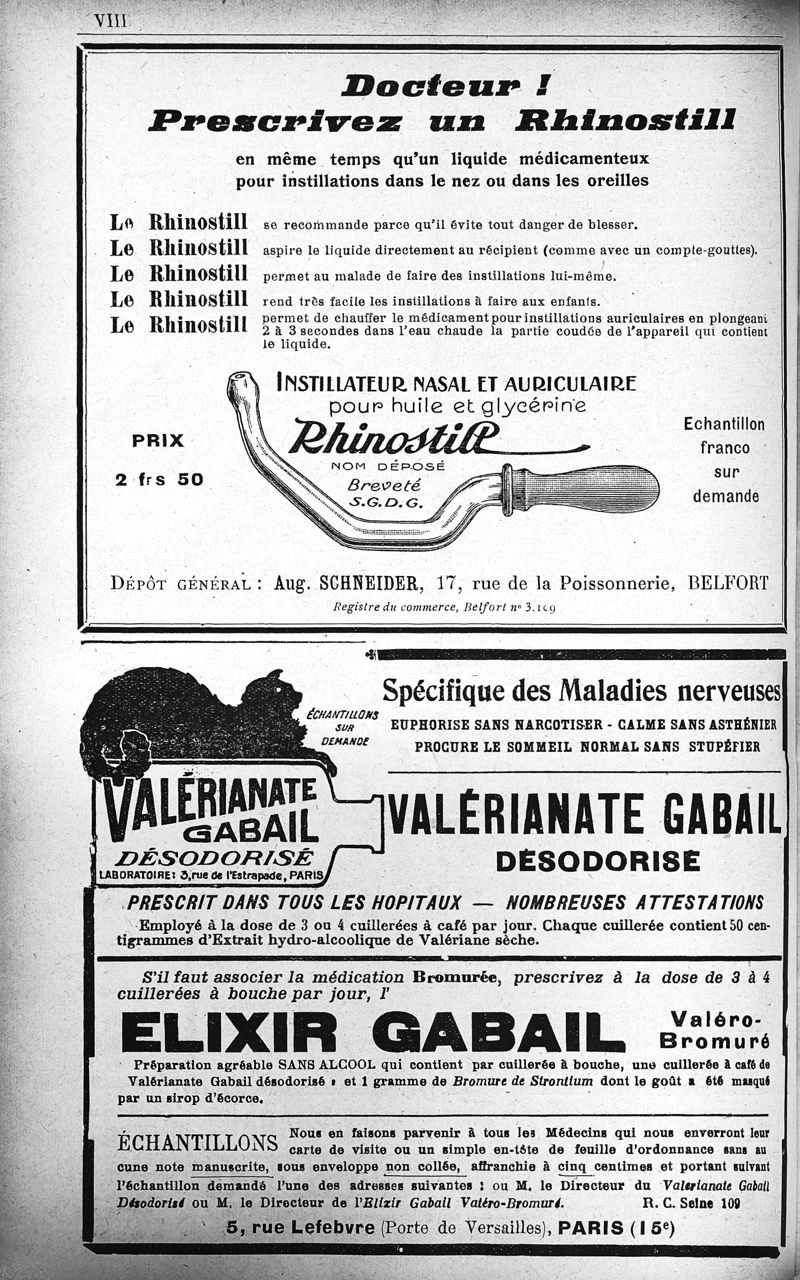 VIII
Docteur !
Prescrivez un Rhinostill
en même temps qu'un liquide médicamenteux
pour instillations dans le nez ou dans les oreilles
Le Rhinostill se recommande parce qu'il évite tout danger de blesser.
Le Rhinostill aspire le liquide directement au récipient (comme avec un compte-gouttes).
Le Rhinostill permet au malade de faire des instillations lui-même.
Le Rhinostill rend très facile les instillations à faire aux enfants.
Le Rhinostill permet de chauffer le médicament pour instillations auriculaires en plongeant
2 à 3 secondes dans l'eau chaude la partie coudée de l'appareil qui contient
le liquide.
INSTILLATEUR NASAL ET AURICULAIRE
pour huile et glycérine
Rhinostill
NOM DÉPOSÉ
Breveté
S.G.D.G.
PRIX
2 frs 50
Echantillon
franco
sur
demande
DÉPÔT GÉNÉRAL : Aug. SCHNEIDER, 17, rue de la Poissonnerie, BELFORT
Registre du commerce, Belfort nº 3.109
ÉCHANTILLONS
SUR
DEMANDE
VALÉRIANATE
GABAIL
DÉSODORISÉ
LABORATOIRE: 3, rue de l'Estrapade, PARIS
Spécifique des Maladies nerveuses
EUPHORISE SANS NARCOTISER - CALME SANS ASTHÉNIER
PROCURE LE SOMMEIL NORMAL SANS STUPÉFIER
VALÉRIANATE GABAIL
DÉSODORISÉ
PRESCRIT DANS TOUS LES HOPITAUX — NOMBREUSES ATTESTATIONS
Employé à la dose de 3 ou 4 cuillerées à café par jour. Chaque cuillerée contient 50 cen-
tigrammes d'Extrait hydro-alcoolique de Valériane sèche.
S'il faut associer la médication Bromurée, prescrivez à la dose de 3 à 4
cuillerées à bouche par jour, l'
ELIXIR GABAIL Valéro-
Bromuré
Préparation agréable SANS ALCOOL qui contient par cuillerée à bouche, une cuillerée à café de
Valérianate Gabail désodorisé » et 1 gramme de Bromure de Strontium dont le goût a été masqué
par un sirop d'écorce.
ÉCHANTILLONS Nous en faisons parvenir à tous les Médecins qui nous enverront leur
carte de visite ou un simple en-tête de feuille d'ordonnance sans au
cune note manuscrite, sous enveloppe non collée, affranchie à cinq centimes et portant suivant
l'échantillon demandé l'une des adresses suivantes : ou M. le Directeur du Valerianate Gabail
Désodorisé ou M. le Directeur de l'Elixir Gabail Valéro-Bromuré. R. C. Seine 109
5, rue Lefebvre (Porte de Versailles), PARIS (15e)